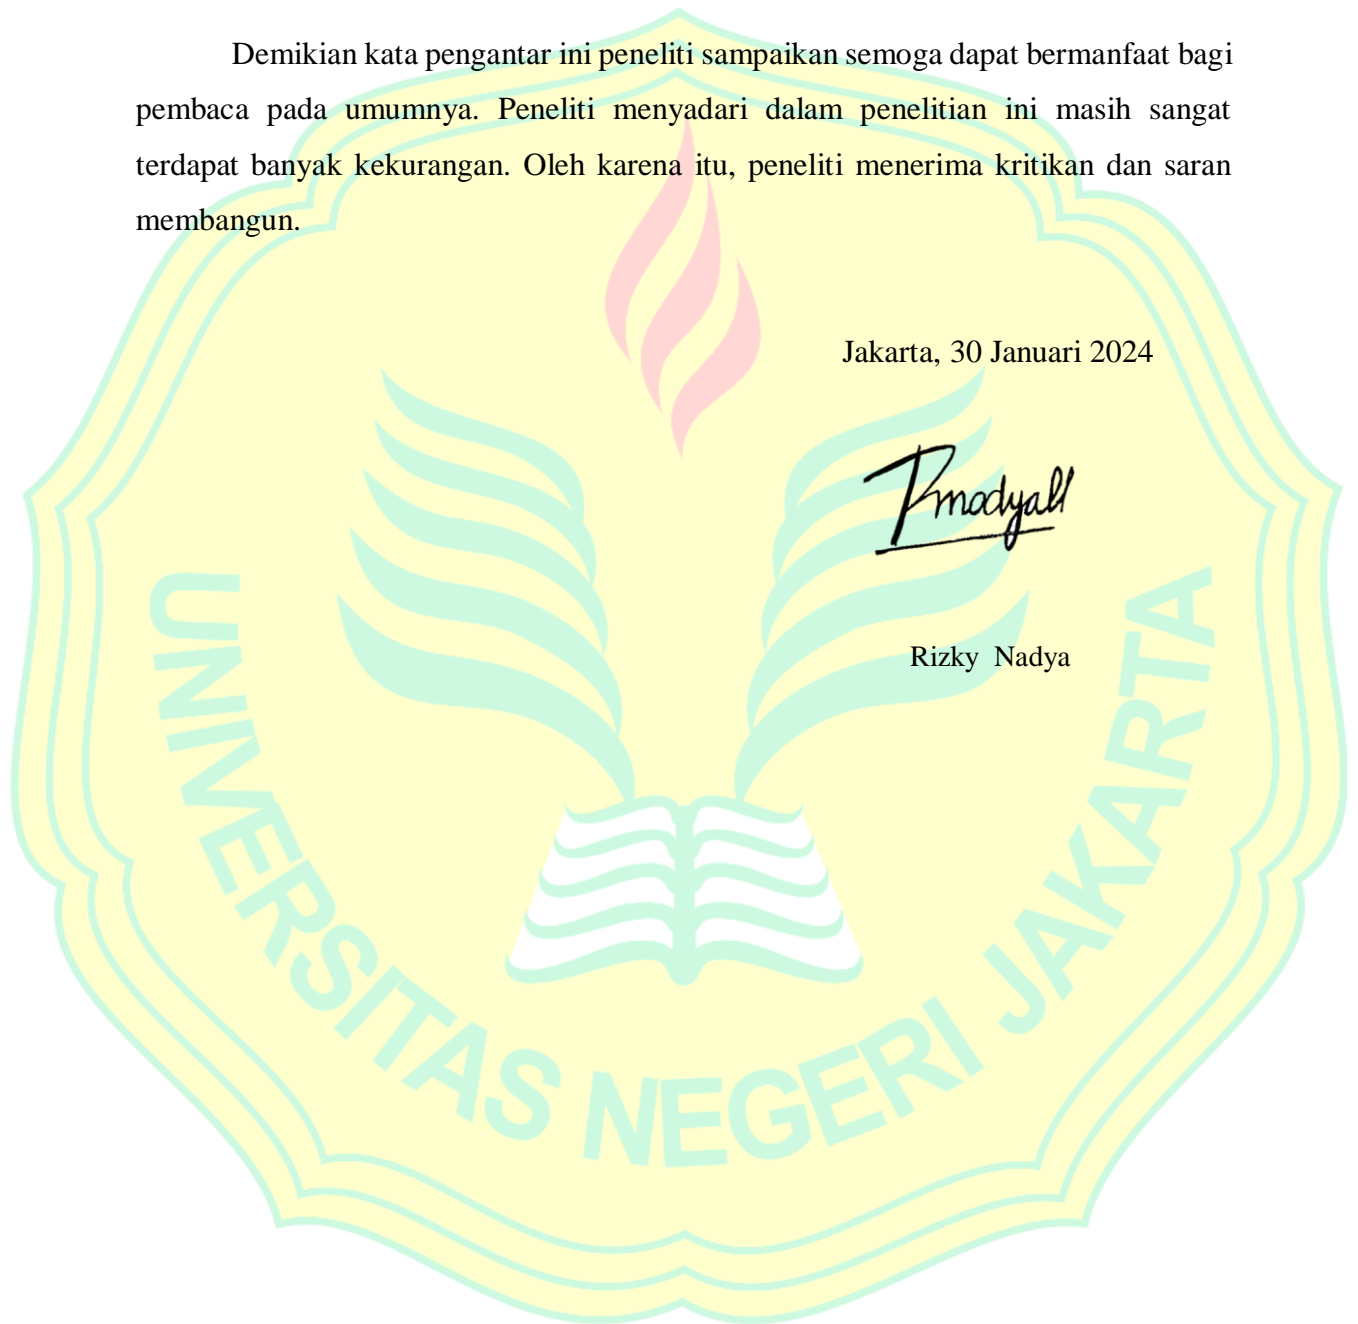 Demikian kata pengantar ini peneliti sampaikan semoga dapat bermanfaat bagi
pembaca pada umumnya. Peneliti menyadari dalam penelitian ini masih sangat
terdapat banyak kekurangan. Oleh karena itu, peneliti menerima kritikan dan saran
membangun.
Jakarta, 30 Januari 2024
Rizky Nadya
UNIVERSITAS NEGERI JAKARTA